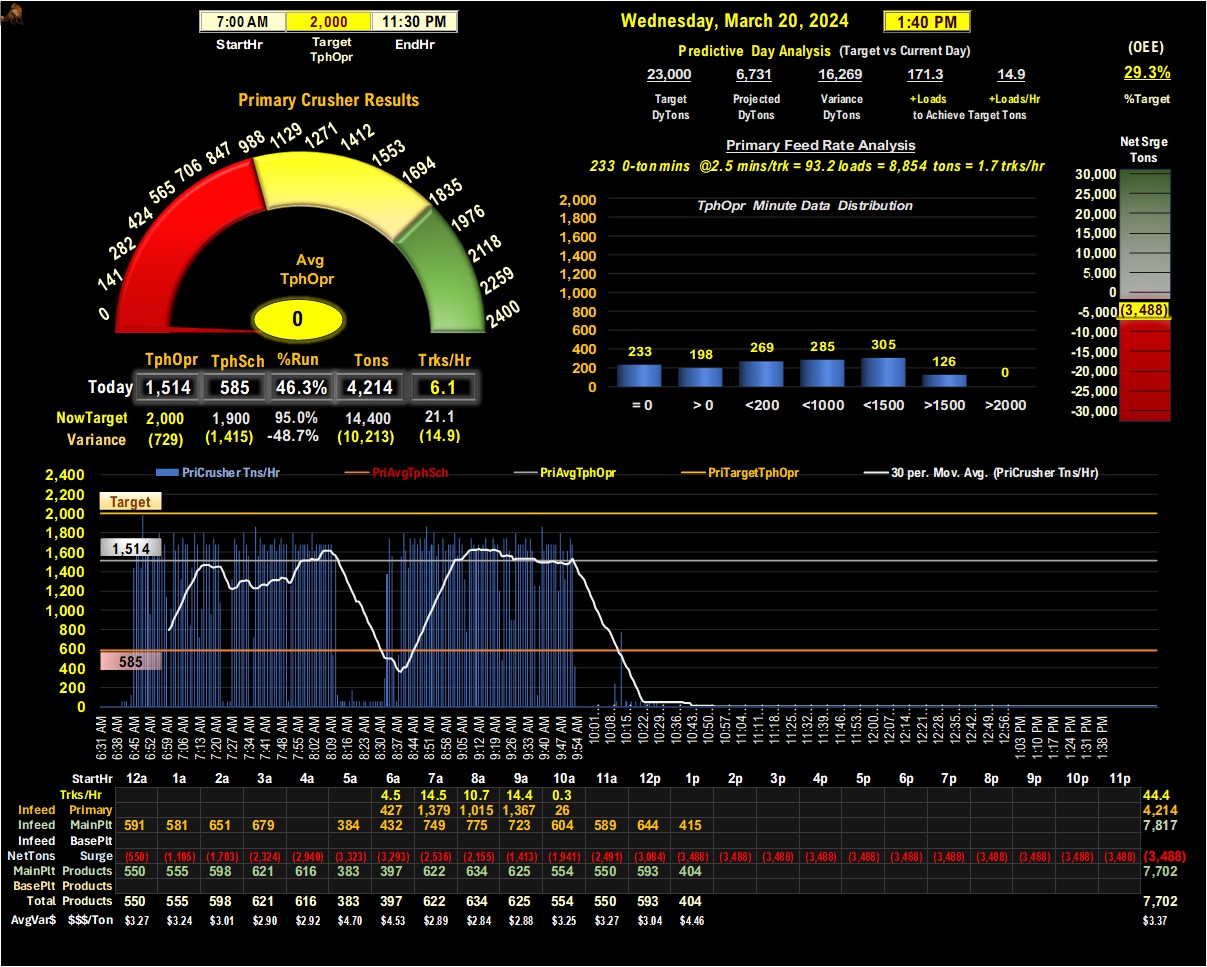 7:00 AM 2,000 11:30 PM
StartHr Target TphOpr EndHr
Wednesday, March 20, 2024 1:40 PM
Predictive Day Analysis (Target vs Current Day)
(OEE)
23,000 6,731 16,269 171.3 14.9
29.3%
Target DyTons Projected DyTons Variance DyTons +Loads +Loads/Hr to Achieve Target Tons
%Target
Primary Crusher Results
0 141 282 424 565 706 847 988 1129 1271 1412 1553 1694 1835 1976 2118 2259 2400
Avg
TphOpr
0
Primary Feed Rate Analysis
233 0-ton mins @2.5 mins/trk = 93.2 loads = 8,854 tons = 1.7 trks/hr
Net Srge
Tons
TphOpr Minute Data Distribution
2,000
1,800
1,600
1,400
1,200
1,000
800
600
400
200
0
233 198 269 285 305 126 0
= 0 > 0 <200 <1000 <1500 >1500 >2000
30,000
25,000
20,000
15,000
10,000
5,000
0
-5,000 (3,488)
-10,000
-15,000
-20,000
-25,000
-30,000
TphOpr TphSch %Run Tons Trks/Hr
Today 1,514 585 46.3% 4,214 6.1
NowTarget 2,000 1,900 95.0% 14,400 21.1
Variance (729) (1,415) -48.7% (10,213) (14.9)
PriCrusher Tns/Hr PriAvgTphSch PriAvgTphOpr PriTargetTphOpr 30 per. Mov. Avg. (PriCrusher Tns/Hr)
2,400
2,200
Target
2,000
1,800
1,600
1,514
1,400
1,200
1,000
800
600
585
400
200
0
6:31 AM 6:38 AM 6:45 AM 6:52 AM 6:59 AM 7:06 AM 7:13 AM 7:20 AM 7:27 AM 7:34 AM 7:41 AM 7:48 AM 7:55 AM 8:02 AM 8:09 AM 8:16 AM 8:23 AM 8:30 AM 8:37 AM 8:44 AM 8:51 AM 8:58 AM 9:05 AM 9:12 AM 9:19 AM 9:26 AM 9:33 AM 9:40 AM 9:47 AM 9:54 AM 10:01… 10:08… 10:15… 10:22… 10:29… 10:36… 10:43… 10:50… 10:57… 11:04… 11:11… 11:18… 11:25… 11:32… 11:39… 11:46… 11:53… 12:00… 12:07… 12:14… 12:21… 12:28… 12:35… 12:42… 12:49… 12:56… 1:03 PM 1:10 PM 1:17 PM 1:24 PM 1:31 PM 1:38 PM
StartHr 12a 1a 2a 3a 4a 5a 6a 7a 8a 9a 10a 11a 12p 1p 2p 3p 4p 5p 6p 7p 8p 9p 10p 11p
Trks/Hr 4.5 14.5 10.7 14.4 0.3 44.4
Infeed Primary 427 1,379 1,015 1,367 26 4,214
Infeed MainPlt 591 581 651 679 384 432 749 775 723 604 589 644 415 7,817
Infeed BasePlt
NetTons Surge (550) (1,105) (1,703) (2,324) (2,940) (3,323) (3,293) (2,536) (2,155) (1,413) (1,941) (2,491) (3,084) (3,488) (3,488) (3,488) (3,488) (3,488) (3,488) (3,488) (3,488) (3,488) (3,488) (3,488) (3,488)
MainPlt Products 550 555 598 621 616 383 397 622 634 625 554 550 593 404 7,702
BasePlt Products
Total Products 550 555 598 621 616 383 397 622 634 625 554 550 593 404 7,702
AvgVar$ $$$/Ton $3.27 $3.24 $3.01 $2.90 $2.92 $4.70 $4.53 $2.89 $2.84 $2.88 $3.25 $3.27 $3.04 $4.46 $3.37